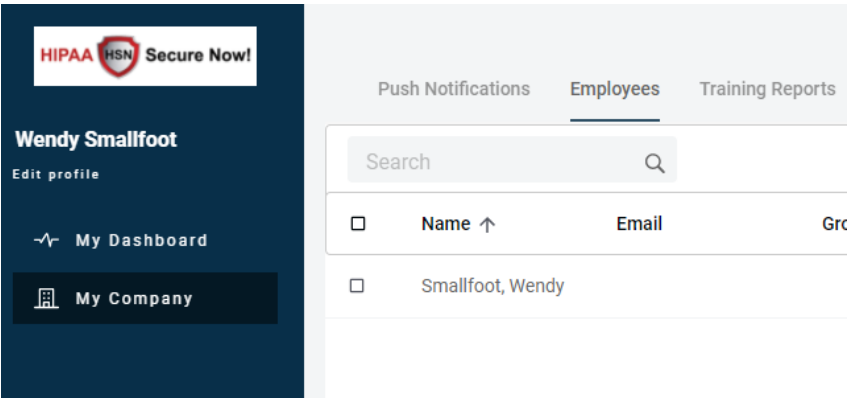 HIPAA HSN Secure Now!
Push Notifications Employees Training Reports
Wendy Smallfoot
Edit profile
Search
Name Email Gro
My Dashboard
My Company
Smallfoot, Wendy